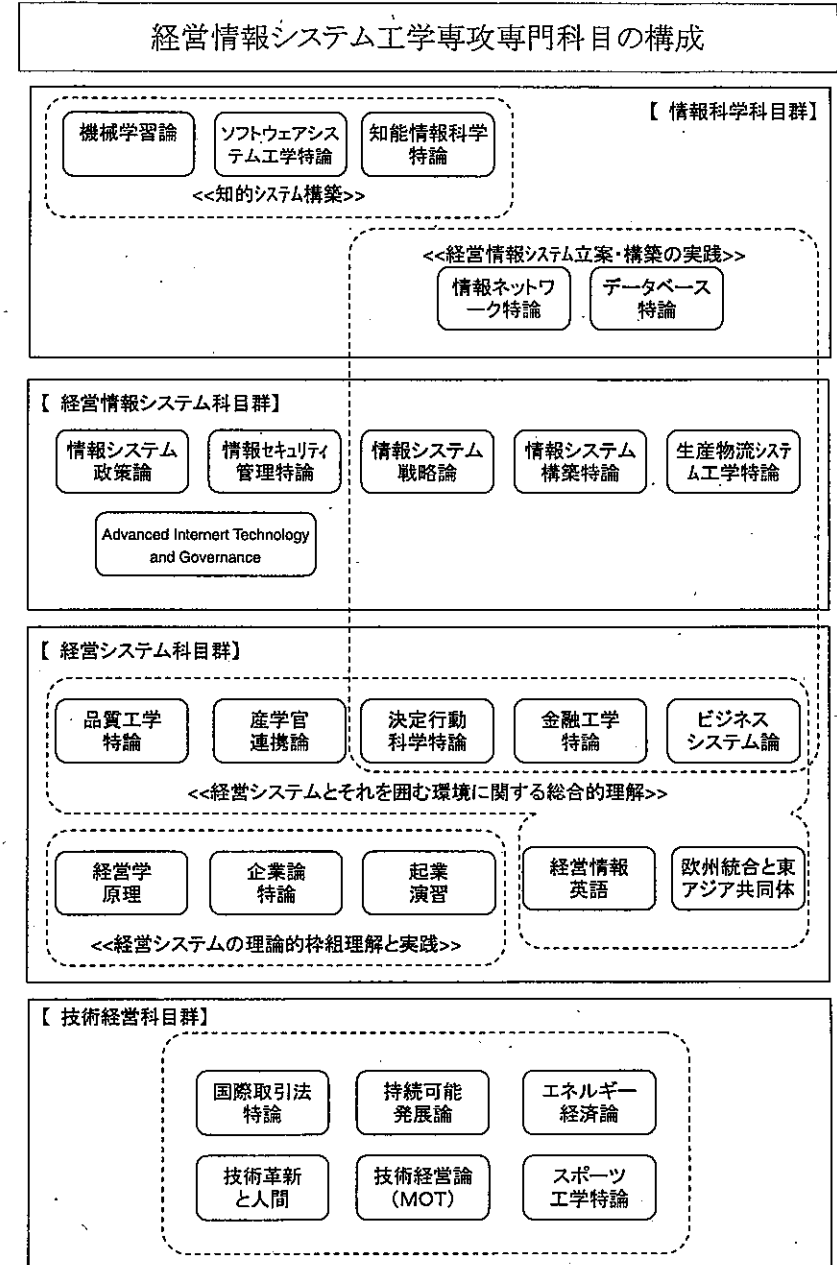 経営情報システム工学専攻専門科目の構成
【 情報科学科目群】
機械学習論
ソフトウェアシス
テム工学特論
知能情報科学
特論
<<知的システム構築>>
<<経営情報システム立案・構築の実践>>
情報ネットワ
ーク特論
データベース
特論
【 経営情報システム科目群】
情報システム
政策論
情報セキュリティ
管理特論
情報システム
戦略論
情報システム
構築特論
生産物流システ
ム工学特論
Advanced Internert Technology
and Governance
【 経営システム科目群】
品質工学
特論
産学官
連携論
決定行動
科学特論
金融工学
特論
ビジネス
システム論
<<経営システムとそれを囲む環境に関する総合的理解>>
経営学
原理
企業論
特論
起業
演習
経営情報
英語
欧州統合と東
アジア共同体
<<経営システムの理論的枠組理解と実践>>
【 技術経営科目群】
国際取引法
特論
持続可能
発展論
エネルギー
経済論
技術革新
と人間
技術経営論
(MOT)
スポーツ
工学特論